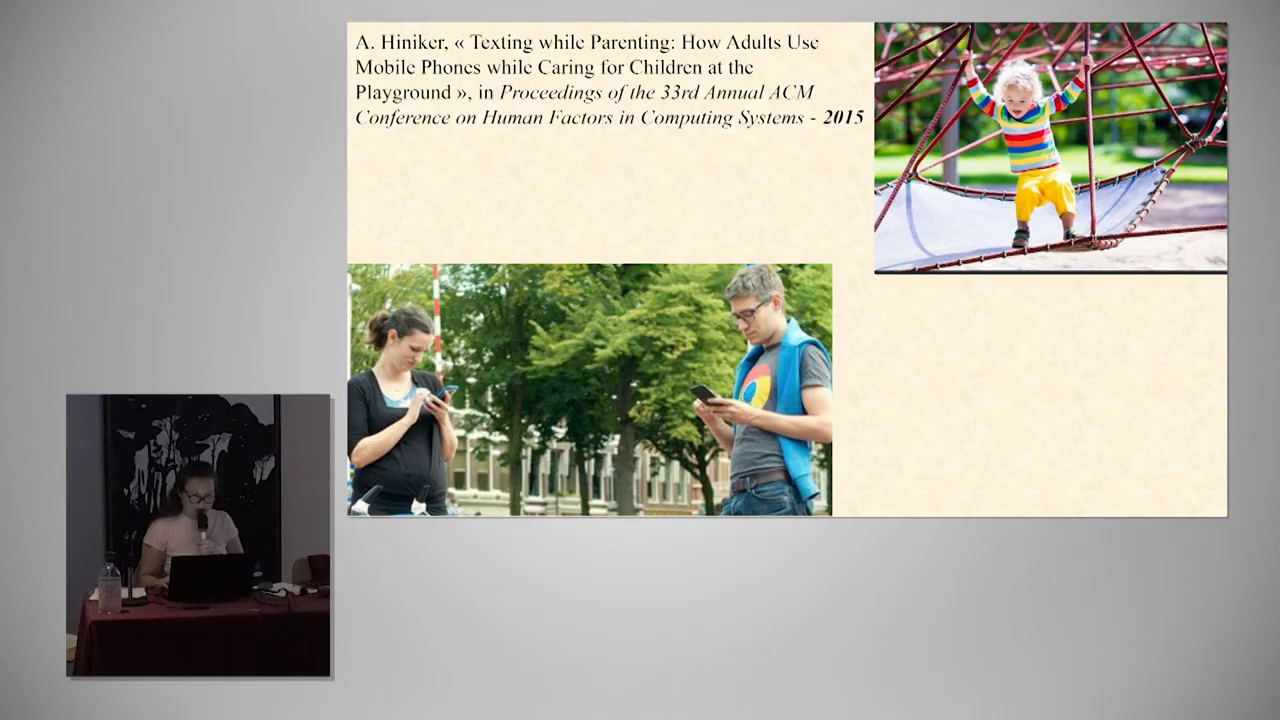 A. Hiniker, « Texting while Parenting: How Adults Use
Mobile Phones while Caring for Children at the
Playground », in Proceedings of the 33rd Annual ACM
Conference on Human Factors in Computing Systems - 2015